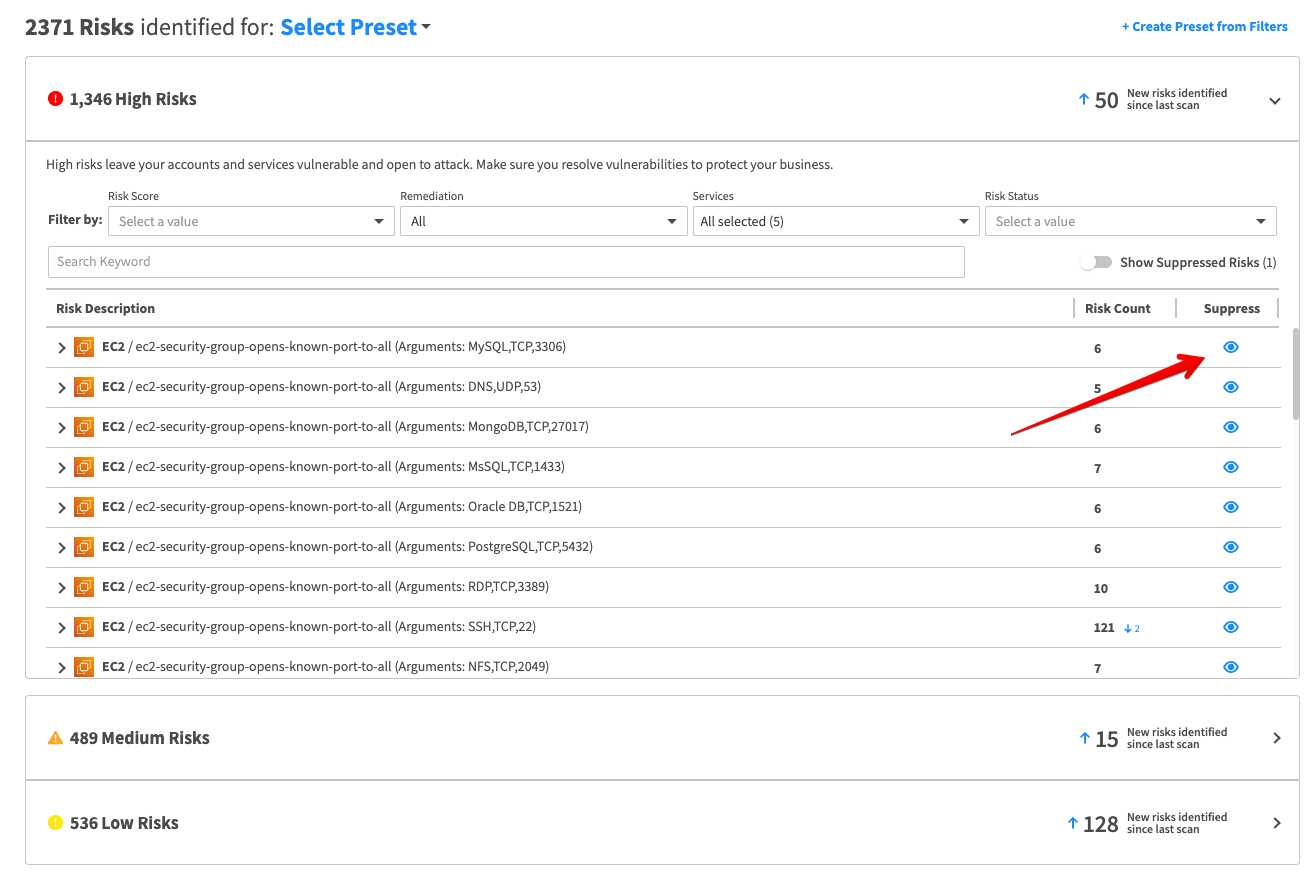 2371 Risks identified for: Select Preset
+ Create Preset from Filters
1,346 High Risks
50
New risks identified
since last scan
High risks leave your accounts and services vulnerable and open to attack. Make sure you resolve vulnerabilities to protect your business.
Risk Score
Remediation
Services
Risk Status
Filter by:
Select a value
All
All selected (5)
Select a value
Search Keyword
Show Suppressed Risks (1)
Risk Description
Risk Count
Suppress
EC2 / ec2-security-group-opens-known-port-to-all (Arguments: MySQL,TCP,3306)
6
EC2 / ec2-security-group-opens-known-port-to-all (Arguments: DNS,UDP,53)
5
EC2 / ec2-security-group-opens-known-port-to-all (Arguments: MongoDB,TCP,27017)
6
EC2 / ec2-security-group-opens-known-port-to-all (Arguments: MsSQL,TCP,1433)
7
EC2 / ec2-security-group-opens-known-port-to-all (Arguments: Oracle DB,TCP,1521)
6
EC2 / ec2-security-group-opens-known-port-to-all (Arguments: PostgreSQL,TCP,5432)
6
EC2 / ec2-security-group-opens-known-port-to-all (Arguments: RDP,TCP,3389)
10
EC2 / ec2-security-group-opens-known-port-to-all (Arguments: SSH,TCP,22)
121 ↓ 2
EC2 / ec2-security-group-opens-known-port-to-all (Arguments: NFS,TCP,2049)
7
489 Medium Risks
15
New risks identified
since last scan
536 Low Risks
128
New risks identified
since last scan